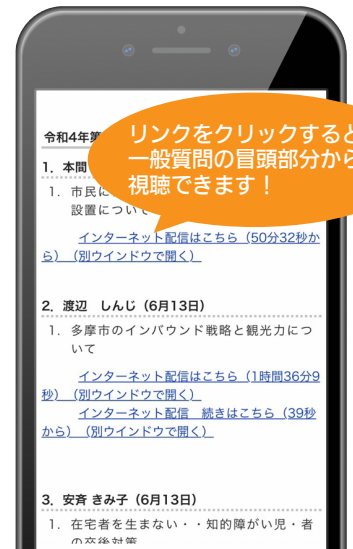 リンクをクリックすると
一般質問の冒頭部分から
視聴できます！
令和4年第
1. 本間
1. 市民に
設置について
インターネット配信はこちら（50分32秒か
ら）（別ウインドウで開く）
2. 渡辺 しんじ（6月13日）
1. 多摩市のインバウンド戦略と観光力につ
いて
インターネット配信はこちら（1時間36分9
秒）（別ウインドウで開く）
インターネット配信 続きはこちら（39秒
から）（別ウインドウで開く）
3. 安斉 きみ子（6月13日）
1. 在宅者を生まない・・知的障がい児・者
の卒後対策